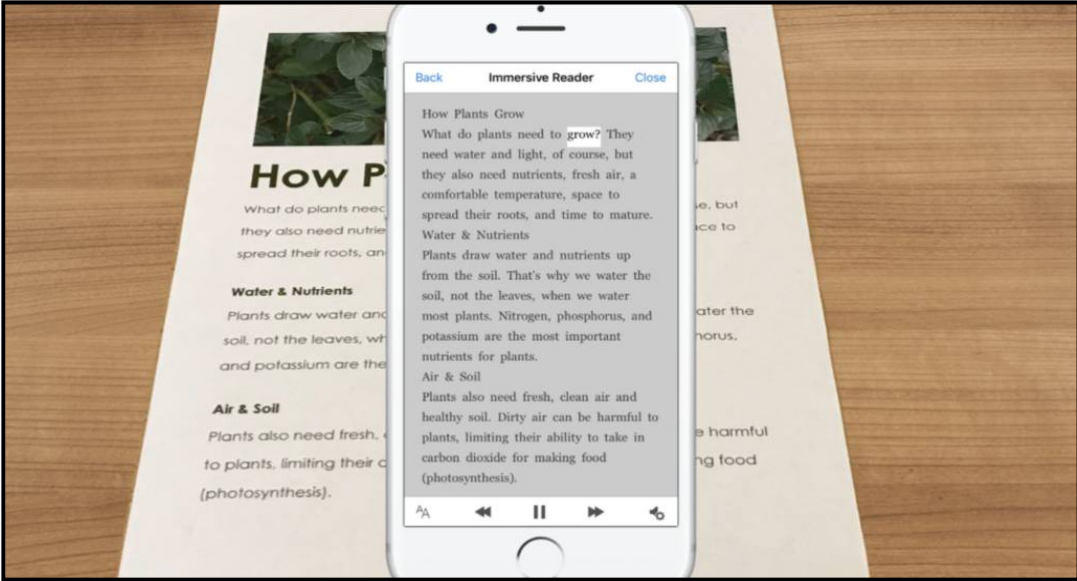 Back Immersive Reader Close
How Plants Grow
What do plants need to grow? They
need water and light, of course, but
they also need nutrients, fresh air, a
comfortable temperature, space to
spread their roots, and time to mature.
Water & Nutrients
Plants draw water and nutrients up
from the soil. That's why we water the
soil, not the leaves, when we water
most plants. Nitrogen, phosphorus, and
potassium are the most important
nutrients for plants.
Air & Soil
Plants also need fresh, clean air and
healthy soil. Dirty air can be harmful to
plants, limiting their ability to take in
carbon dioxide for making food
(photosynthesis).
AA
How P
What do plants need
they also need
spread their roots,
Water & Nutrients
Plants draw water and
soil, not the leaves,
and potassium are the
Air & Soil
Plants also need fresh,
to plants, limiting their
(photosynthesis).
but
to
the
harmful
food